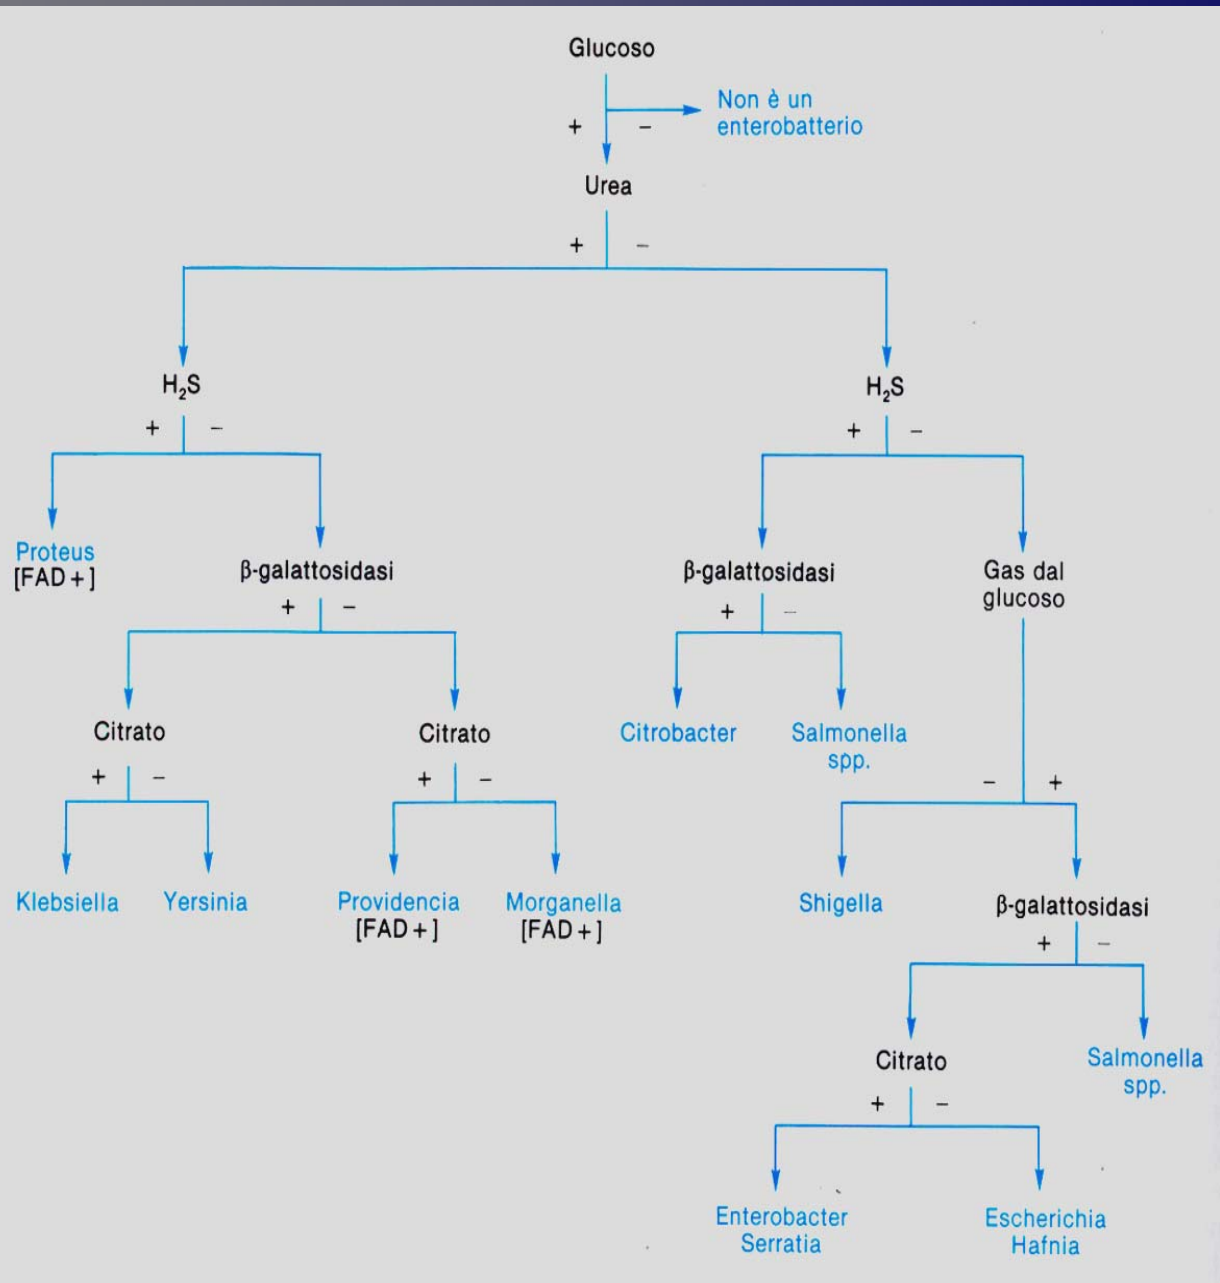 Glucoso
Non è un
enterobatterio
+ −
Urea
+ −
H₂S
H₂S
+ −
+ −
Proteus
[FAD+]
β-galattosidasi
β-galattosidasi
Gas dal
glucoso
+ −
+ −
Citrato
Citrato
Citrobacter
Salmonella
spp.
+ −
+ −
− +
Klebsiella
Yersinia
Providencia
[FAD+]
Morganella
[FAD+]
Shigella
β-galattosidasi
+ −
Citrato
Salmonella
spp.
+ −
Enterobacter
Serratia
Escherichia
Hafnia